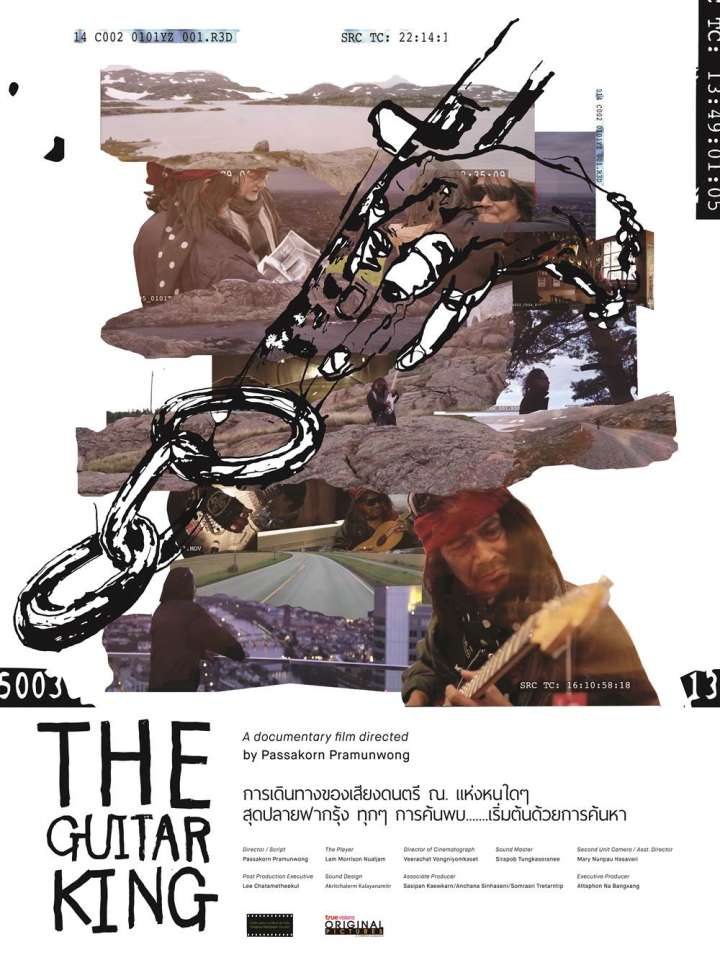 14 C002 0101YZ 001.R3D
SRC TC: 22:14:1
C TC: 13:49:01:05
SRC TC: 16:10:58:18
5003
13
THE
GUITAR
KING
A documentary film directed
by Passakorn Pramunwong
การเดินทางของเสียงดนตรี ณ. แห่งหนใดๆ
สุดปลายฟากรุ้ง ทุกๆ การค้นพบ.......เริ่มต้นด้วยการค้นหา
Director / Script
Passakorn Pramunwong
The Player
Lam Morrison Nudjam
Director of Cinematograph
Veerachat Vongniyomkaset
Sound Master
Sirapob Tungkasorsnee
Second Unit Camera / Asst. Director
Mary Nunpau Hasavari
Post Production Executive
Lee Chatametheekul
Sound Design
Akritchalerm Kalayanamitr
Associate Producer
Sasipan Kaewkarn/Anchana Sinhaseni/Somrasri Tretarntip
Executive Producer
Attaphon Na Bangxang
truevisions
ORIGINAL
PICTURES